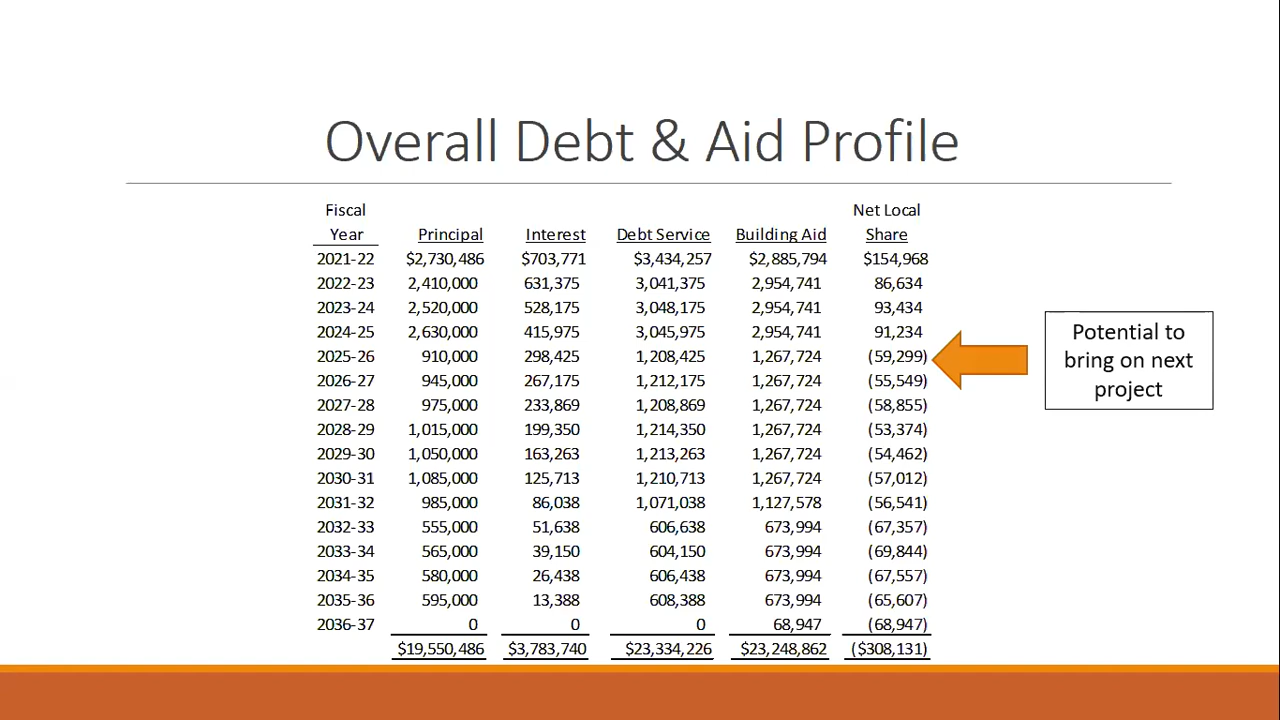 Overall Debt & Aid Profile
Fiscal Net Local
Year Principal Interest Debt Service Building Aid Share
2021-22 $2,730,486 $703,771 $3,434,257 $2,885,794 $154,968
2022-23 2,410,000 631,375 3,041,375 2,954,741 86,634
2023-24 2,520,000 528,175 3,048,175 2,954,741 93,434
2024-25 2,630,000 415,975 3,045,975 2,954,741 91,234
2025-26 910,000 298,425 1,208,425 1,267,724 (59,299)
2026-27 945,000 267,175 1,212,175 1,267,724 (55,549)
2027-28 975,000 233,869 1,208,869 1,267,724 (58,855)
2028-29 1,015,000 199,350 1,214,350 1,267,724 (53,374)
2029-30 1,050,000 163,263 1,213,263 1,267,724 (54,462)
2030-31 1,085,000 125,713 1,210,713 1,267,724 (57,012)
2031-32 985,000 86,038 1,071,038 1,127,578 (56,541)
2032-33 555,000 51,638 606,638 673,994 (67,357)
2033-34 565,000 39,150 604,150 673,994 (69,844)
2034-35 580,000 26,438 606,438 673,994 (67,557)
2035-36 595,000 13,388 608,388 673,994 (65,607)
2036-37 0 0 0 68,947 (68,947)
$19,550,486 $3,783,740 $23,334,226 $23,248,862 ($308,131)
Potential to
bring on next
project